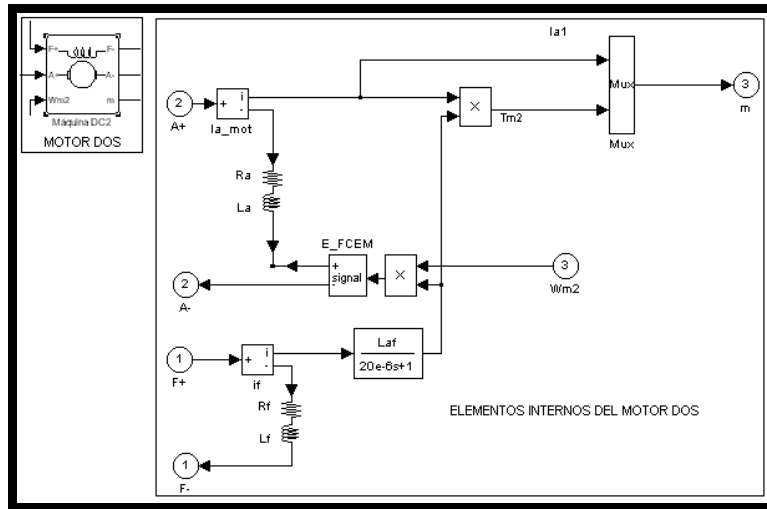 F+ F-
A+ A-
Wm2 m
Máquina DC2
MOTOR DOS
Ia1
2
A+
+ i -
Ia_mot
×
Tm2
Mux
Mux
3
m
Ra
La
E_FCEM
+
signal
-
×
3
Wm2
2
A-
1
F+
+ i -
if
Laf
20e-6s+1
Rf
Lf
ELEMENTOS INTERNOS DEL MOTOR DOS
1
F-